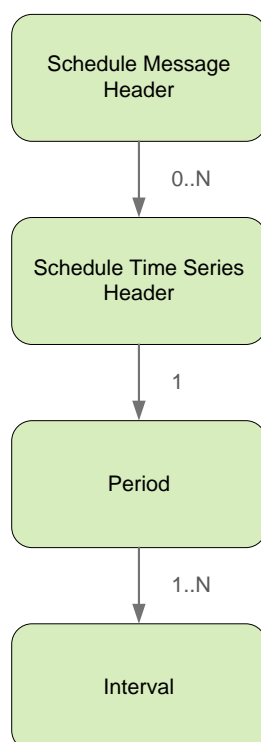 Schedule Message
Header
0..N
Schedule Time Series
Header
1
Period
1..N
Interval